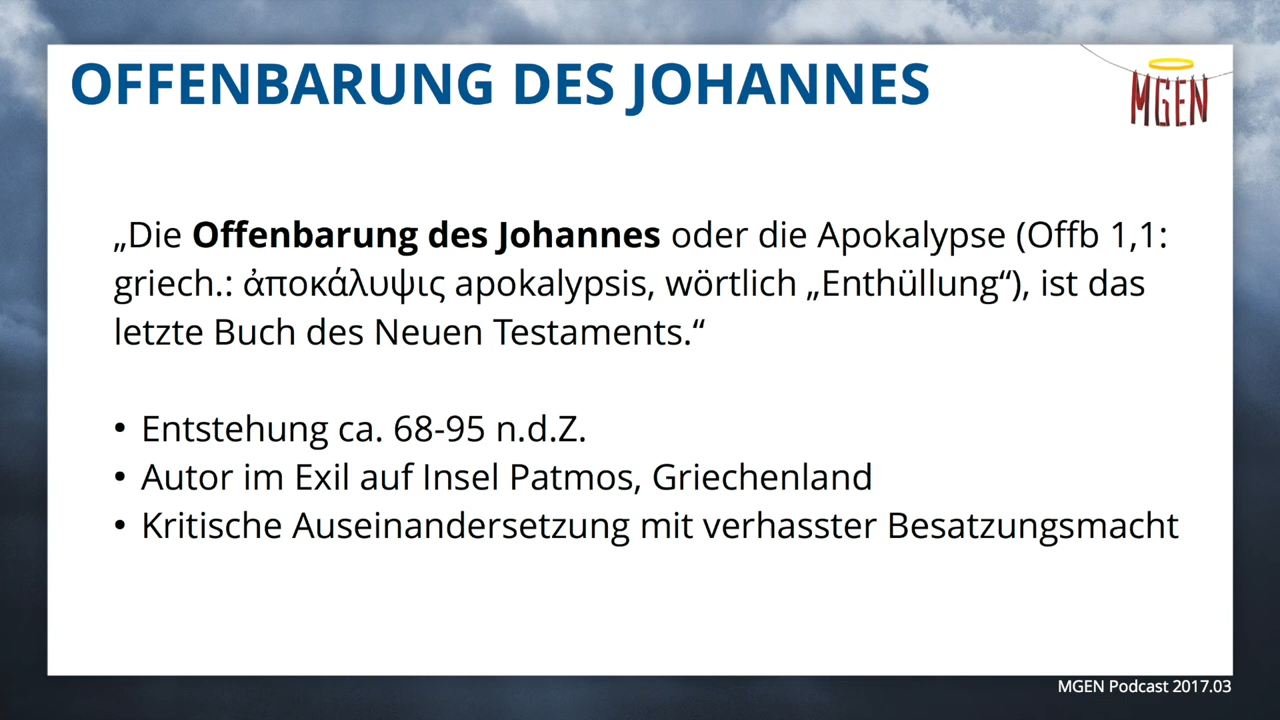 OFFENBARUNG DES JOHANNES
MGEN
„Die Offenbarung des Johannes oder die Apokalypse (Offb 1,1:
griech.: ἀποκάλυψις apokalypsis, wörtlich „Enthüllung“), ist das
letzte Buch des Neuen Testaments.“
• Entstehung ca. 68-95 n.d.Z.
• Autor im Exil auf Insel Patmos, Griechenland
• Kritische Auseinandersetzung mit verhasster Besatzungsmacht
MGEN Podcast 2017.03